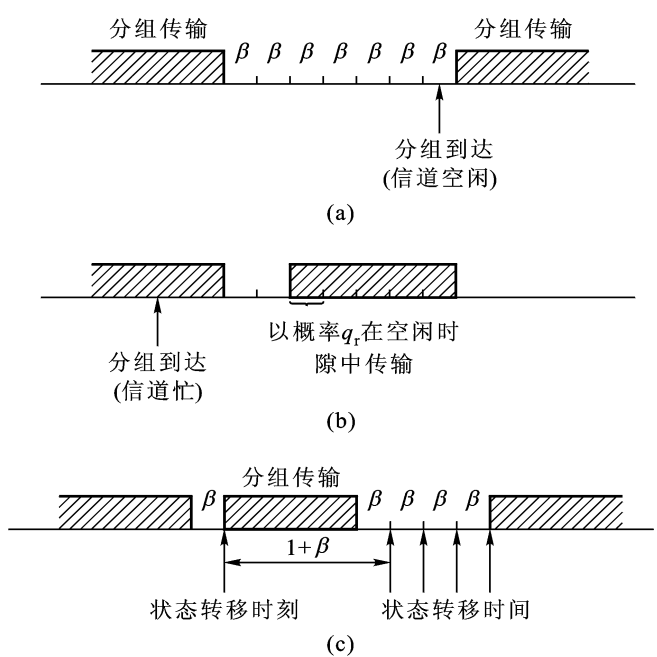 分组传输 β β β β β β β 分组传输
分组到达
(信道空闲)
(a)
以概率qr在空闲时
隙中传输
分组到达
(信道忙)
(b)
分组传输
β β β β β
1+β
状态转移时刻 状态转移时间
(c)